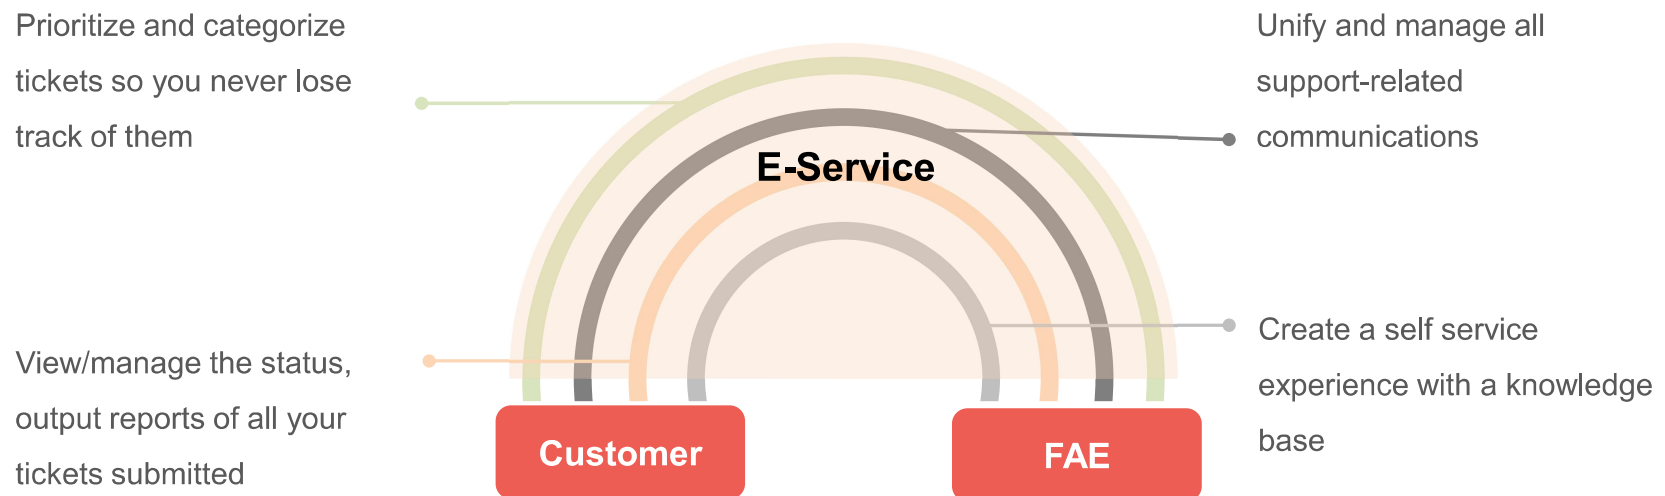 Prioritize and categorize
tickets so you never lose
track of them
Unify and manage all
support-related
communications
E-Service
View/manage the status,
output reports of all your
tickets submitted
Create a self service
experience with a knowledge
base
Customer
FAE